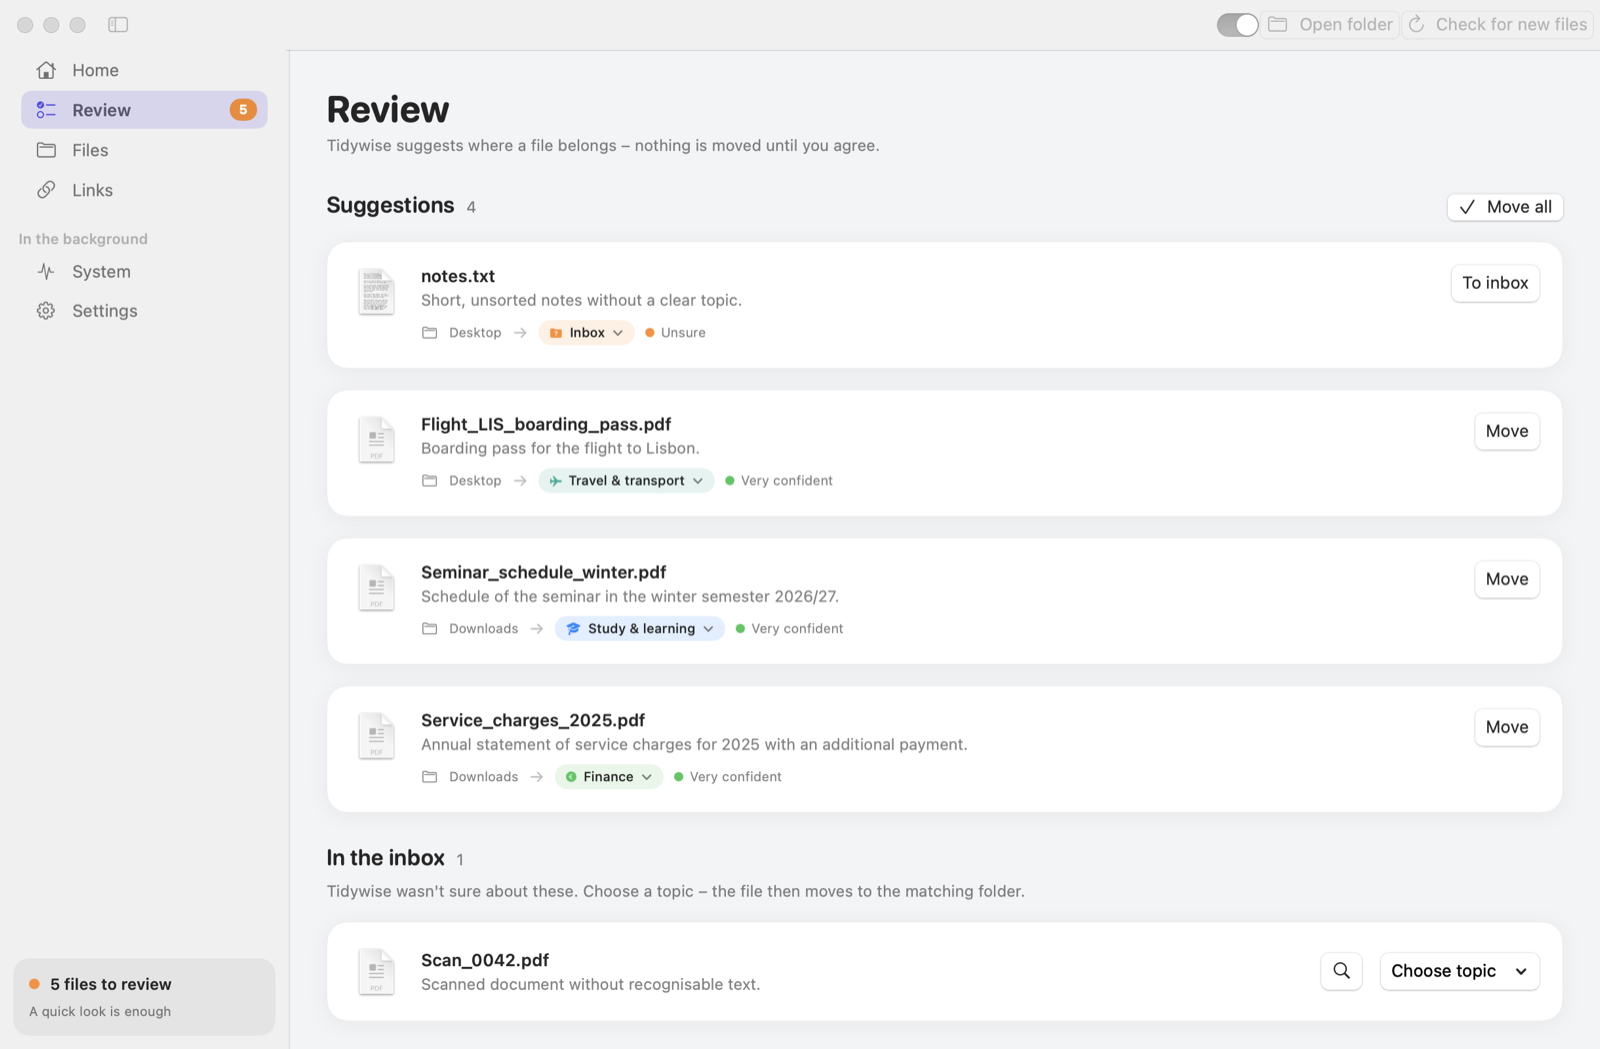 Open folder
Check for new files
Home
Review
5
Files
Links
In the background
System
Settings
5 files to review
A quick look is enough
Review
Tidywise suggests where a file belongs – nothing is moved until you agree.
Suggestions 4
Move all
notes.txt
Short, unsorted notes without a clear topic.
Desktop → Inbox Unsure
To inbox
Flight_LIS_boarding_pass.pdf
Boarding pass for the flight to Lisbon.
Desktop → Travel & transport Very confident
Move
PDF
Seminar_schedule_winter.pdf
Schedule of the seminar in the winter semester 2026/27.
Downloads → Study & learning Very confident
Move
PDF
Service_charges_2025.pdf
Annual statement of service charges for 2025 with an additional payment.
Downloads → Finance Very confident
Move
PDF
In the inbox 1
Tidywise wasn't sure about these. Choose a topic – the file then moves to the matching folder.
Scan_0042.pdf
Scanned document without recognisable text.
Choose topic
PDF